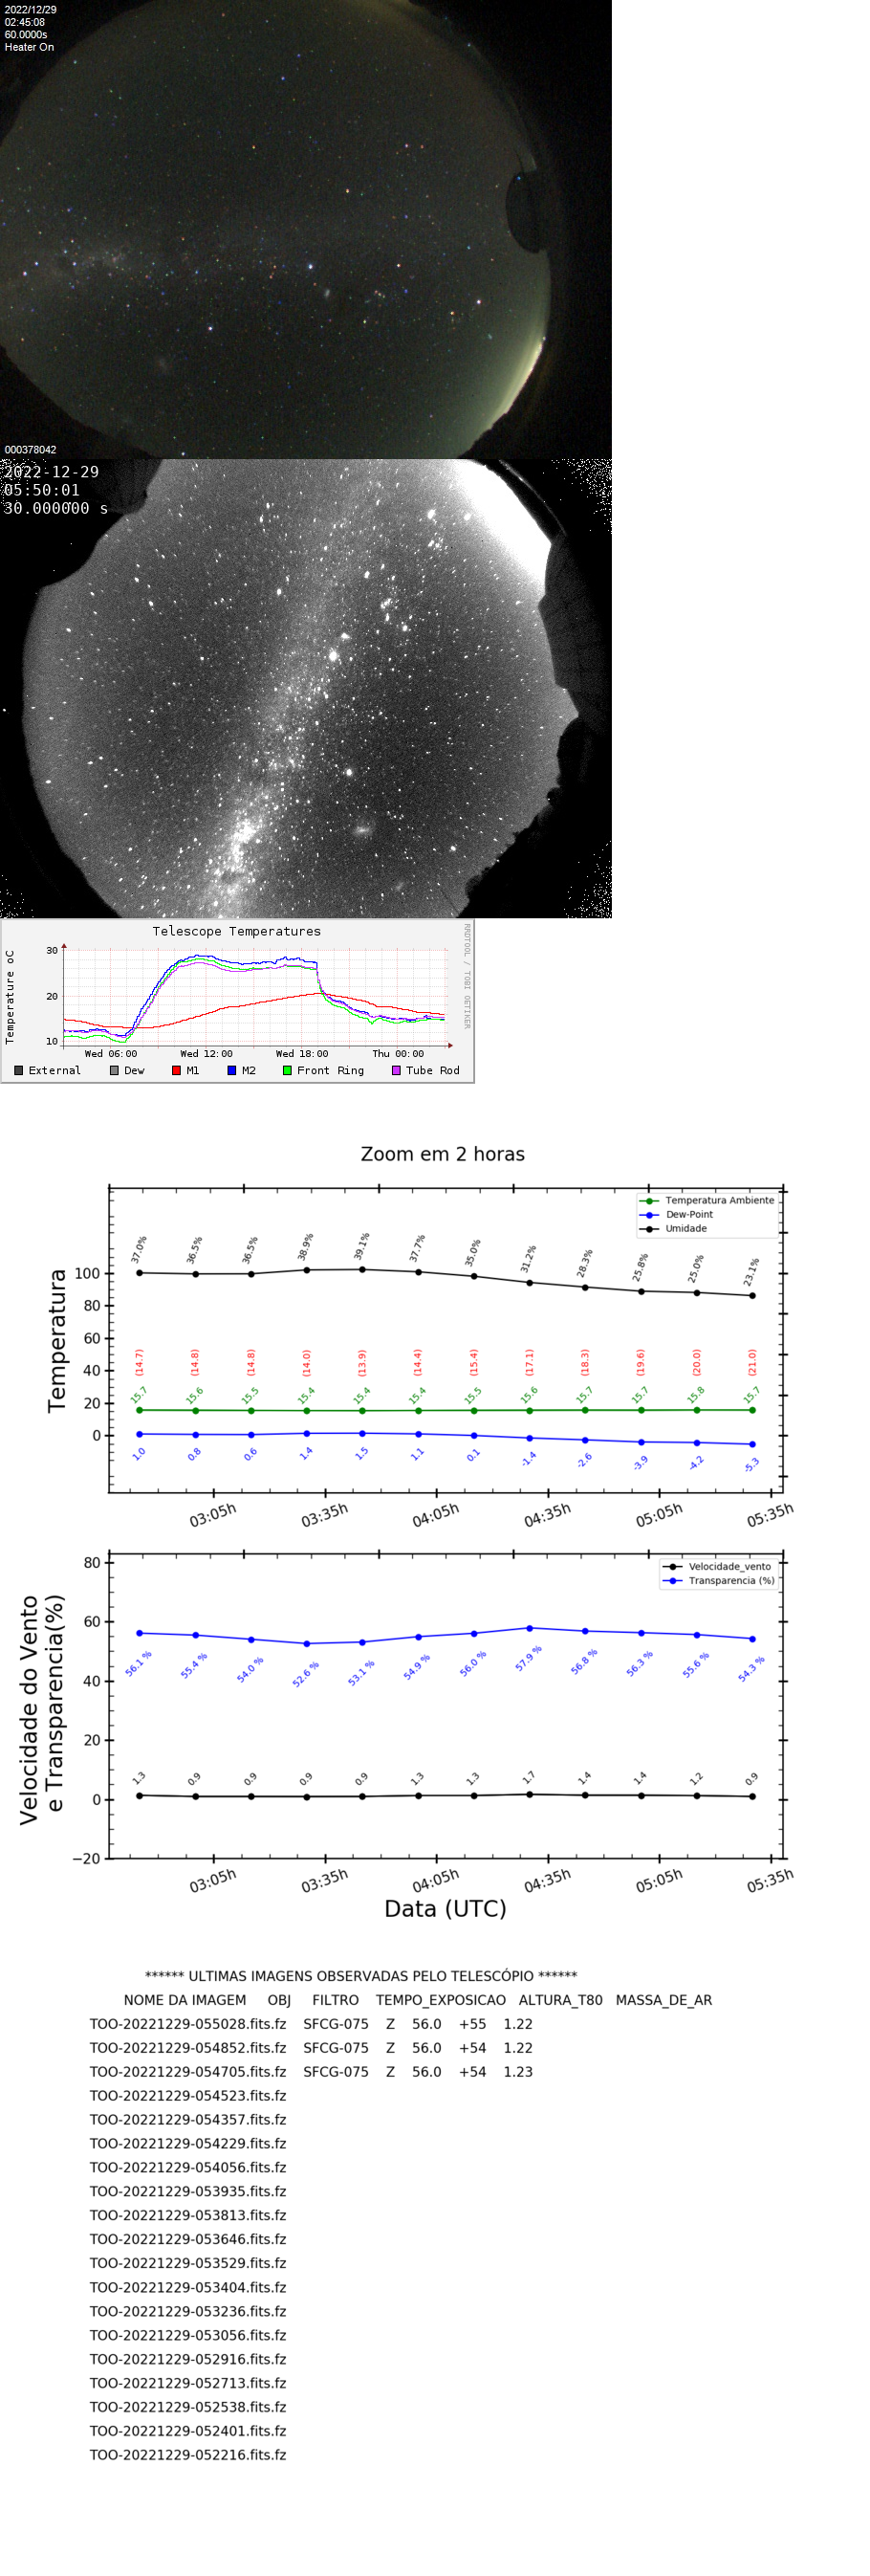 2022/12/29
02:45:08
60.0000s
Heater On
000378042
2022-12-29
05:50:01
30.000000 s
Telescope Temperatures
RRDTOOL / TOBI OETIKER
Temperature oC
30
20
10
Wed 06:00 Wed 12:00 Wed 18:00 Thu 00:00
External Dew M1 M2 Front Ring Tube Rod
Zoom em 2 horas
Temperatura
Temperatura Ambiente
Dew-Point
Umidade
100
80
60
40
20
0
37.0% 36.5% 36.5% 38.9% 39.1% 37.7% 35.0% 31.2% 28.3% 25.8% 25.0% 23.1%
(14.7) (14.8) (14.8) (14.0) (13.9) (14.4) (15.4) (17.1) (18.3) (19.6) (20.0) (21.0)
15.7 15.6 15.5 15.4 15.4 15.4 15.5 15.6 15.7 15.7 15.8 15.7
1.0 0.8 0.6 1.4 1.5 1.1 0.1 -1.4 -2.6 -3.9 -4.2 -5.3
03:05h 03:35h 04:05h 04:35h 05:05h 05:35h
Velocidade do Vento
e Transparencia(%)
Velocidade_vento
Transparencia (%)
80
60
40
20
0
−20
56.1 % 55.4 % 54.0 % 52.6 % 53.1 % 54.9 % 56.0 % 57.9 % 56.8 % 56.3 % 55.6 % 54.3 %
1.3 0.9 0.9 0.9 0.9 1.3 1.3 1.7 1.4 1.4 1.2 0.9
03:05h 03:35h 04:05h 04:35h 05:05h 05:35h
Data (UTC)
****** ULTIMAS IMAGENS OBSERVADAS PELO TELESCÓPIO ******
NOME DA IMAGEM OBJ FILTRO TEMPO_EXPOSICAO ALTURA_T80 MASSA_DE_AR
TOO-20221229-055028.fits.fz SFCG-075 Z 56.0 +55 1.22
TOO-20221229-054852.fits.fz SFCG-075 Z 56.0 +54 1.22
TOO-20221229-054705.fits.fz SFCG-075 Z 56.0 +54 1.23
TOO-20221229-054523.fits.fz
TOO-20221229-054357.fits.fz
TOO-20221229-054229.fits.fz
TOO-20221229-054056.fits.fz
TOO-20221229-053935.fits.fz
TOO-20221229-053813.fits.fz
TOO-20221229-053646.fits.fz
TOO-20221229-053529.fits.fz
TOO-20221229-053404.fits.fz
TOO-20221229-053236.fits.fz
TOO-20221229-053056.fits.fz
TOO-20221229-052916.fits.fz
TOO-20221229-052713.fits.fz
TOO-20221229-052538.fits.fz
TOO-20221229-052401.fits.fz
TOO-20221229-052216.fits.fz